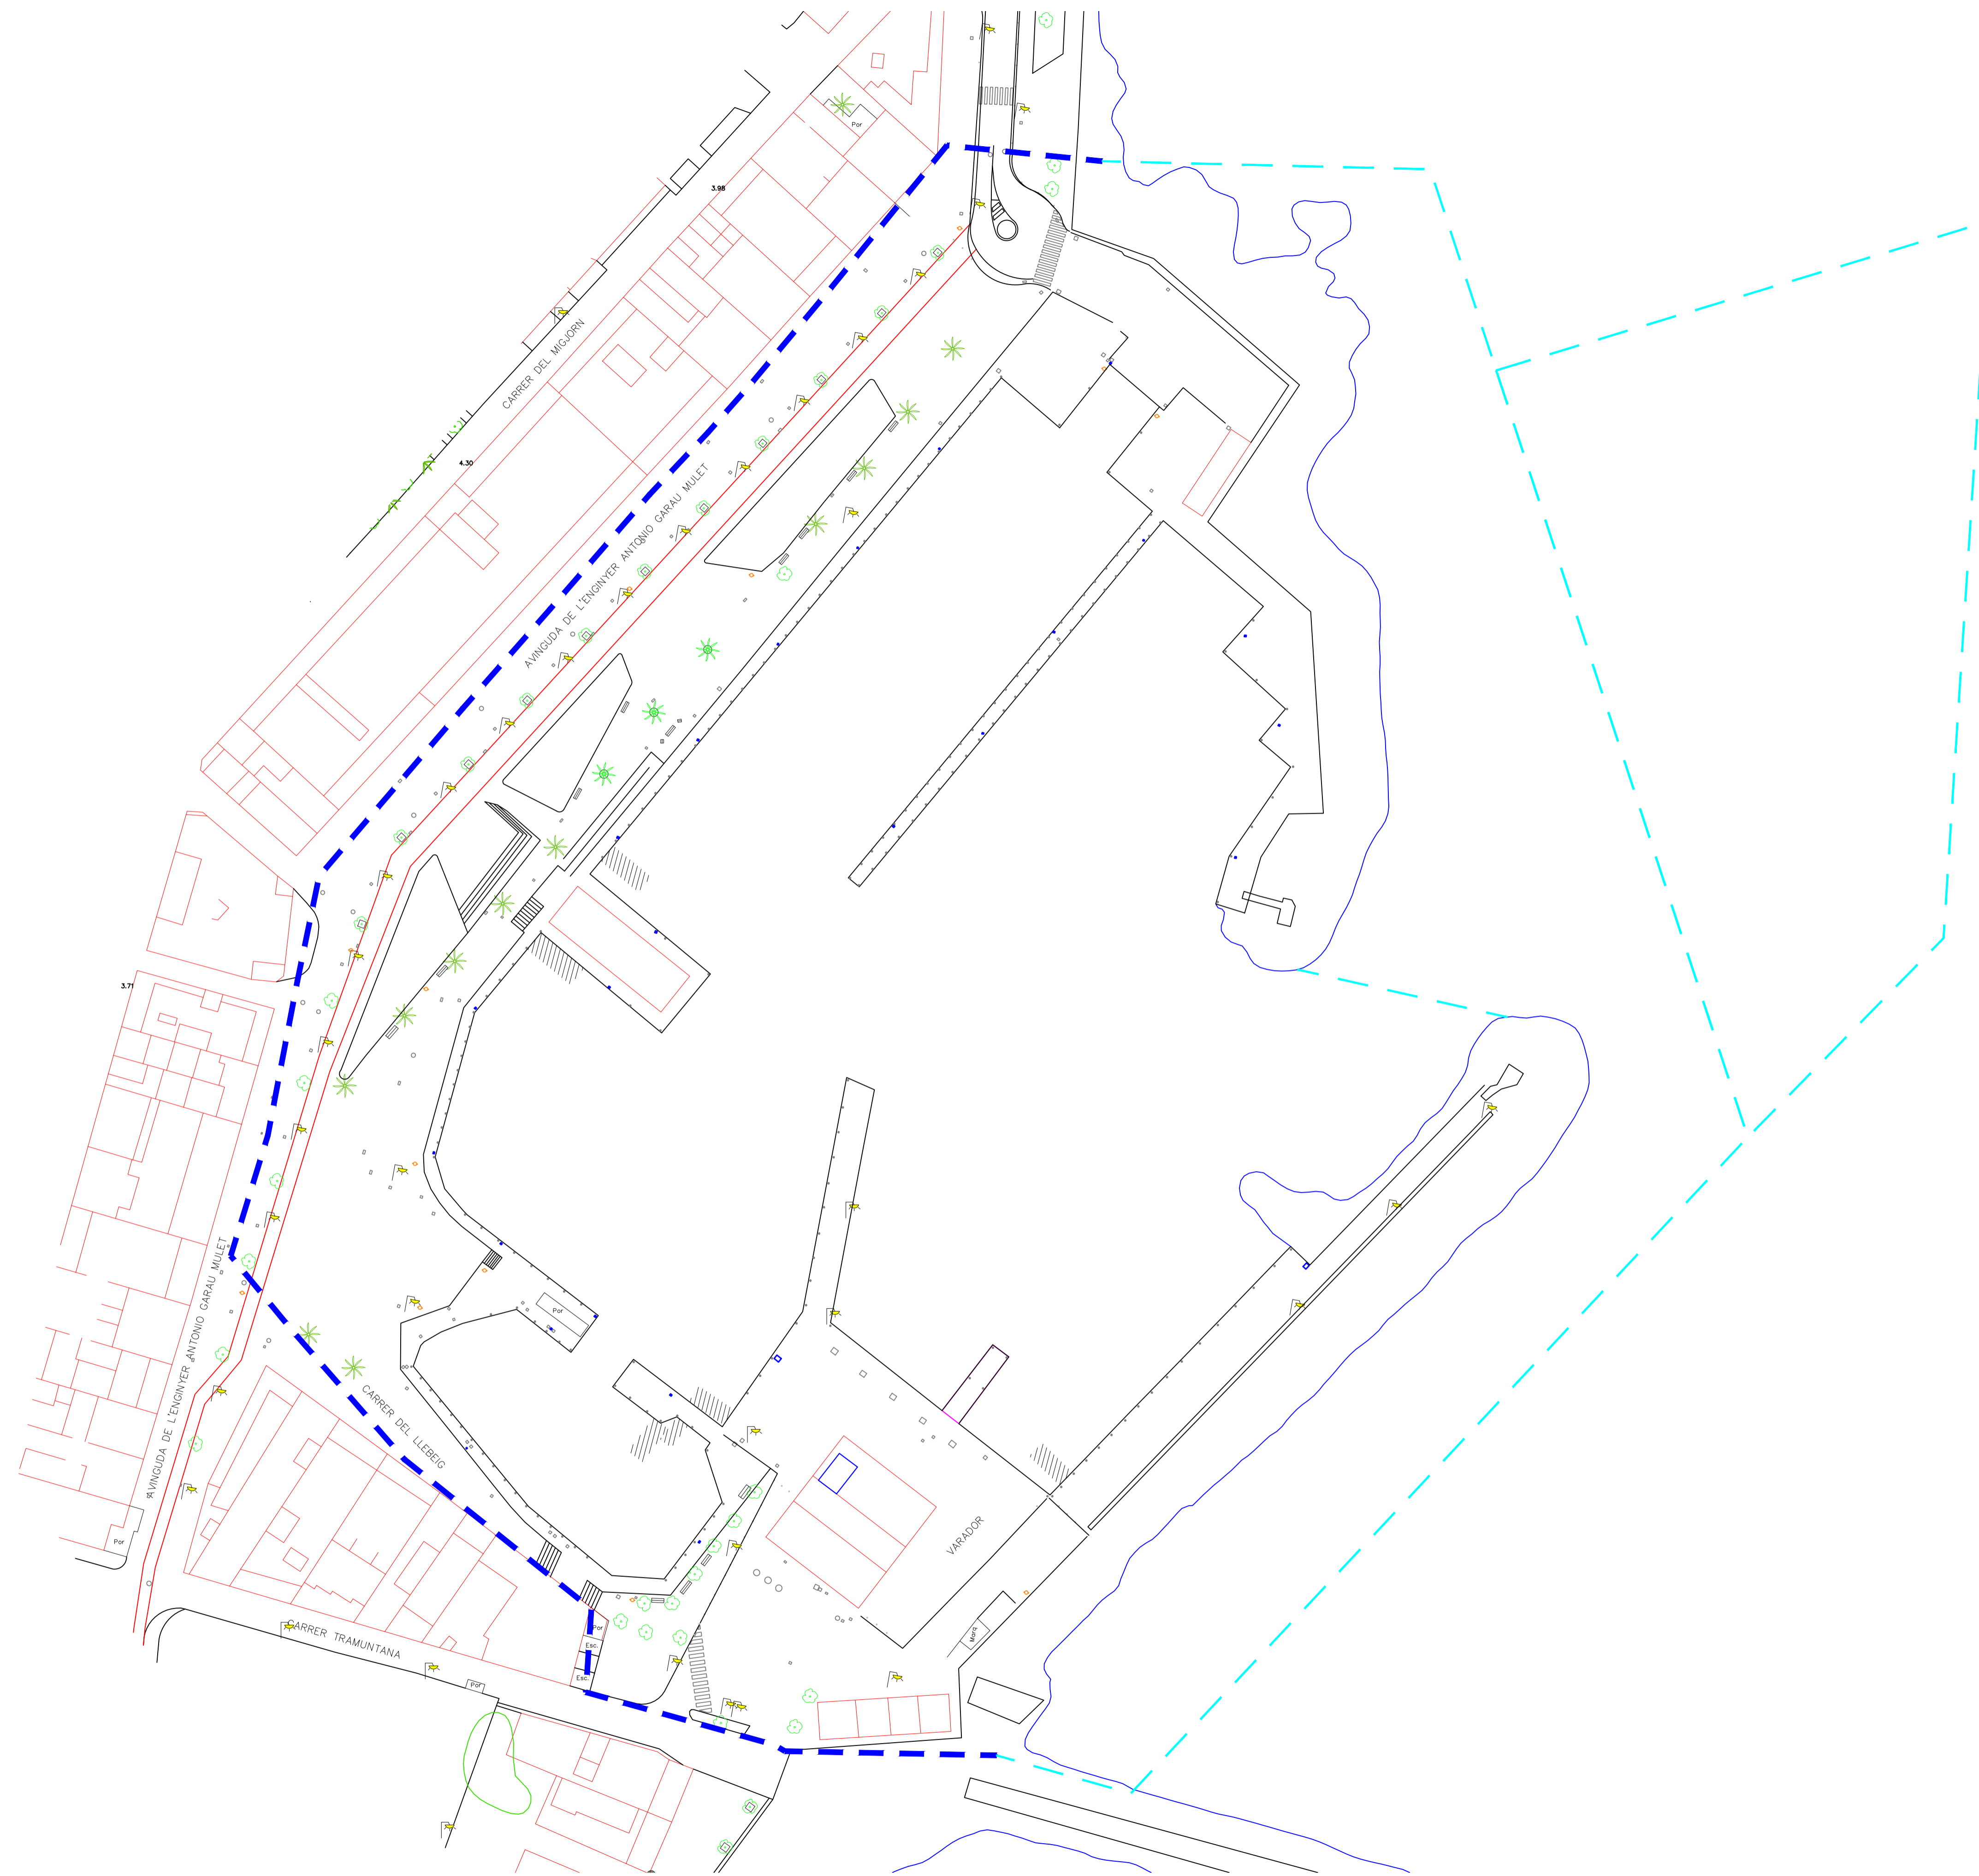 Por
3.98
CARRER DEL MIGJORN
4.30
AVINGUDA DE L'ENGINYER ANTONIO GARAU MULET
3.71
AVINGUDA DE L'ENGINYER ANTONIO GARAU MULET
Por
CARRER DEL LLEBEIG
VARADOR
Por
CARRER TRAMUNTANA
Por
Esc.
Esc.
Marq
Por